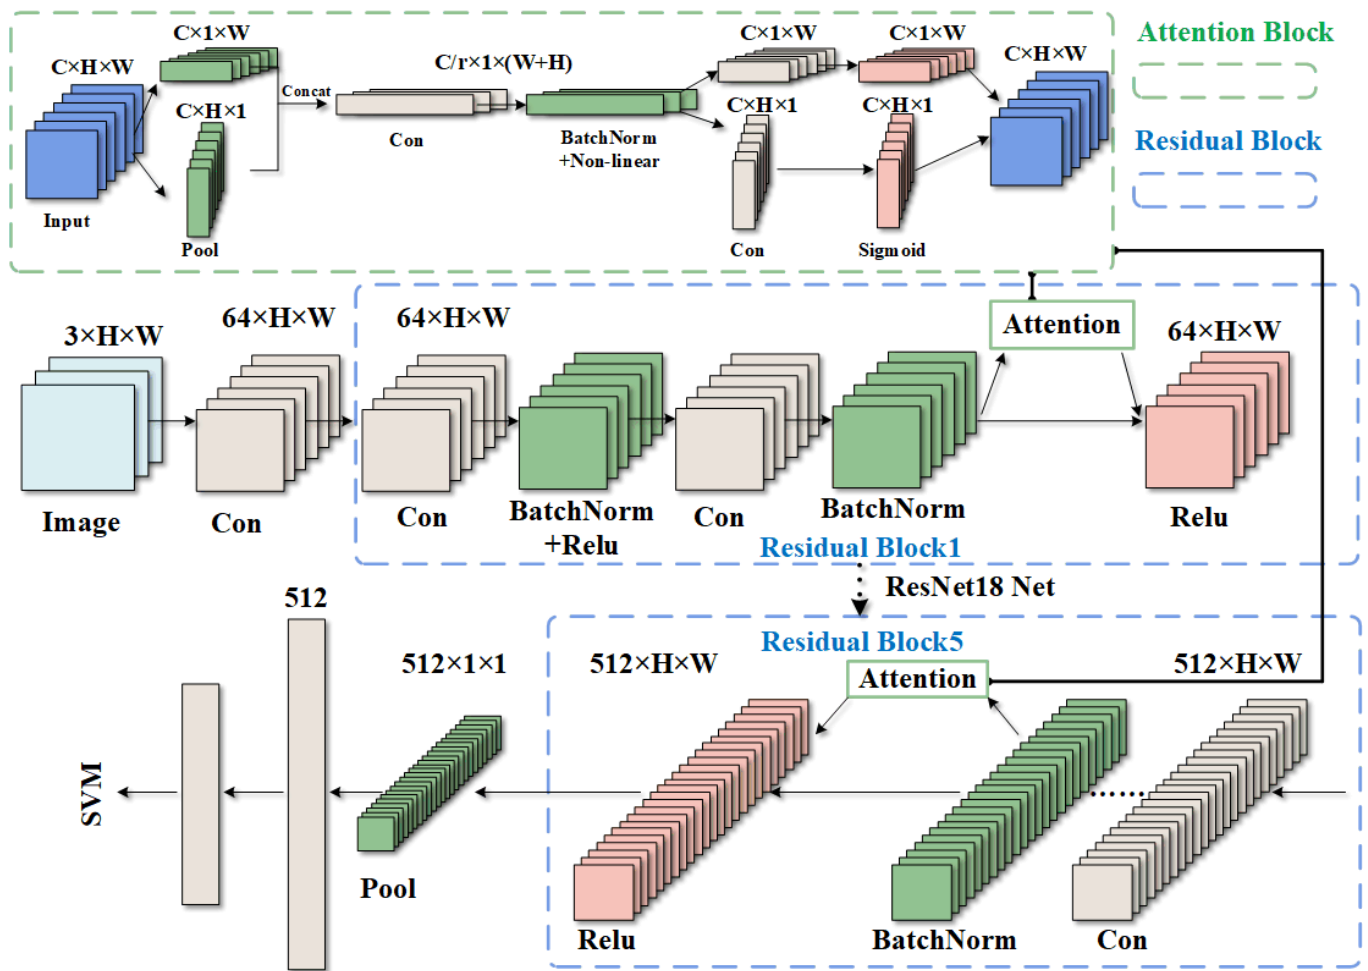 C×1×W
C×H×W
C×H×1
Input
Pool
Concat
C/r×1×(W+H)
Con
BatchNorm
+Non-linear
C×1×W
C×H×1
Con
C×1×W
C×H×1
Sigmoid
C×H×W
Attention Block
Residual Block
3×H×W
Image
64×H×W
Con
64×H×W
Con
BatchNorm
+Relu
Con
BatchNorm
Attention
64×H×W
Relu
Residual Block1
ResNet18 Net
Residual Block5
512×H×W
Attention
512×H×W
Relu
BatchNorm
......
Con
512×1×1
Pool
512
SVM